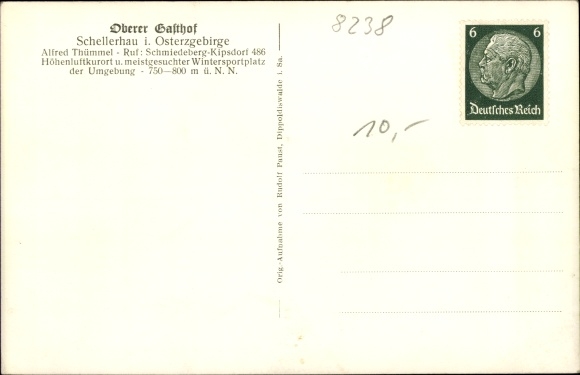 Oberer Gasthof
Schellerhau i. Osterzgebirge
Alfred Thümmel - Ruf: Schmiedeberg-Kipsdorf 486
Höhenluftkurort u. meistgesuchter Wintersportplatz
der Umgebung - 750—800 m ü. N. N.
8238
10,-
6 6
Deutsches Reich
Orig.-Aufnahme von Rudolf Paust, Dippoldiswalde i. Sa.